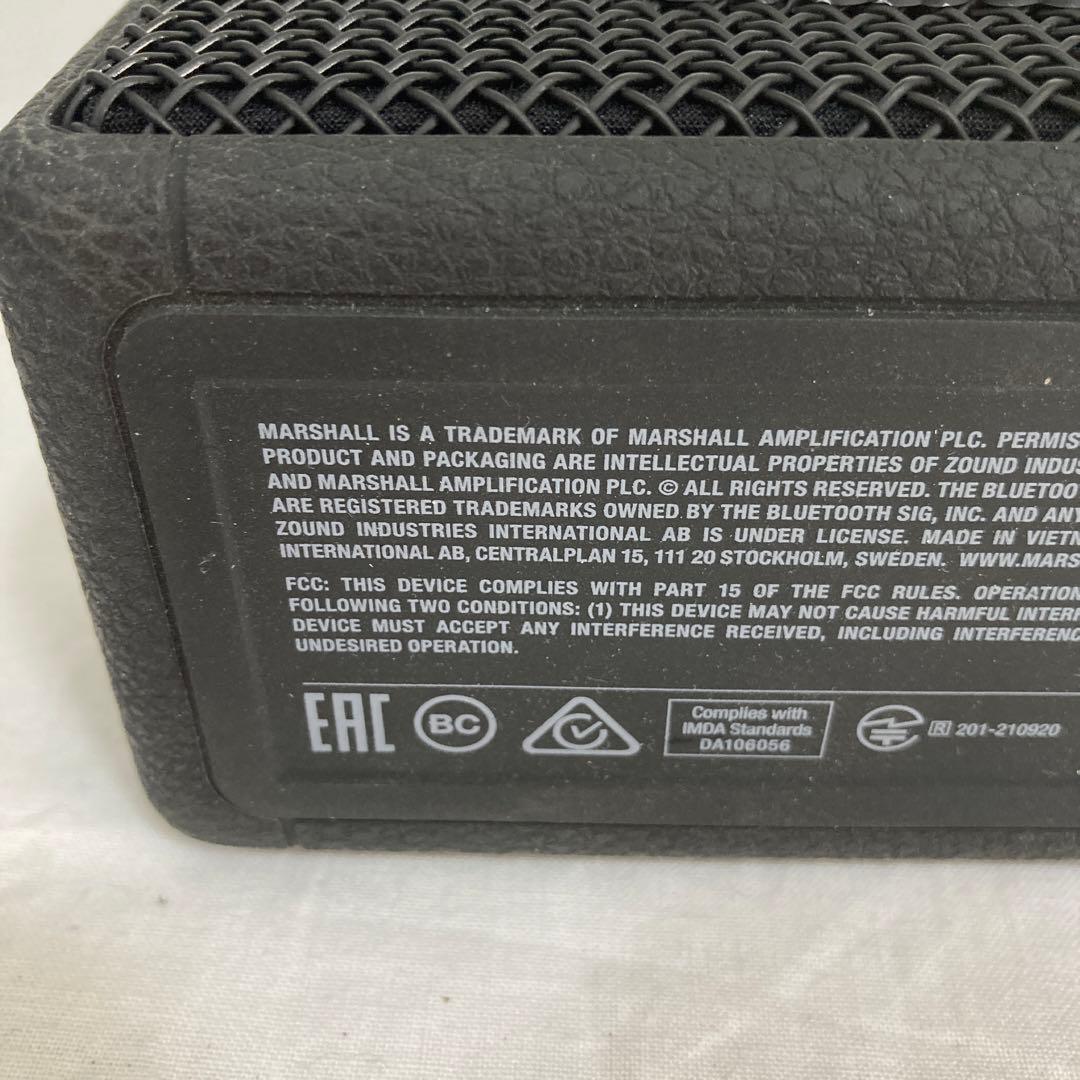 MARSHALL IS A TRADEMARK OF MARSHALL AMPLIFICATION PLC. PERMIS
PRODUCT AND PACKAGING ARE INTELLECTUAL PROPERTIES OF ZOUND INDUS
AND MARSHALL AMPLIFICATION PLC. © ALL RIGHTS RESERVED. THE BLUETOO
ARE REGISTERED TRADEMARKS OWNED BY THE BLUETOOTH SIG, INC. AND ANY
ZOUND INDUSTRIES INTERNATIONAL AB IS UNDER LICENSE. MADE IN VIETN
INTERNATIONAL AB, CENTRALPLAN 15, 111 20 STOCKHOLM, SWEDEN. WWW.MARS
FCC: THIS DEVICE COMPLIES WITH PART 15 OF THE FCC RULES. OPERATION
FOLLOWING TWO CONDITIONS: (1) THIS DEVICE MAY NOT CAUSE HARMFUL INTERF
DEVICE MUST ACCEPT ANY INTERFERENCE RECEIVED, INCLUDING INTERFERENC
UNDESIRED OPERATION.
EAC BC Complies with
IMDA Standards
DA106056
R 201-210920